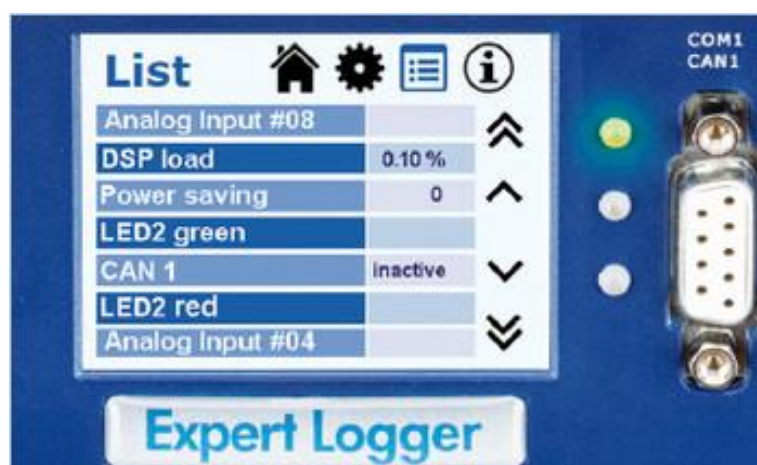 COM1
CAN1
List
Analog Input #08
DSP load 0.10 %
Power saving 0
LED2 green
CAN 1 inactive
LED2 red
Analog Input #04
Expert Logger